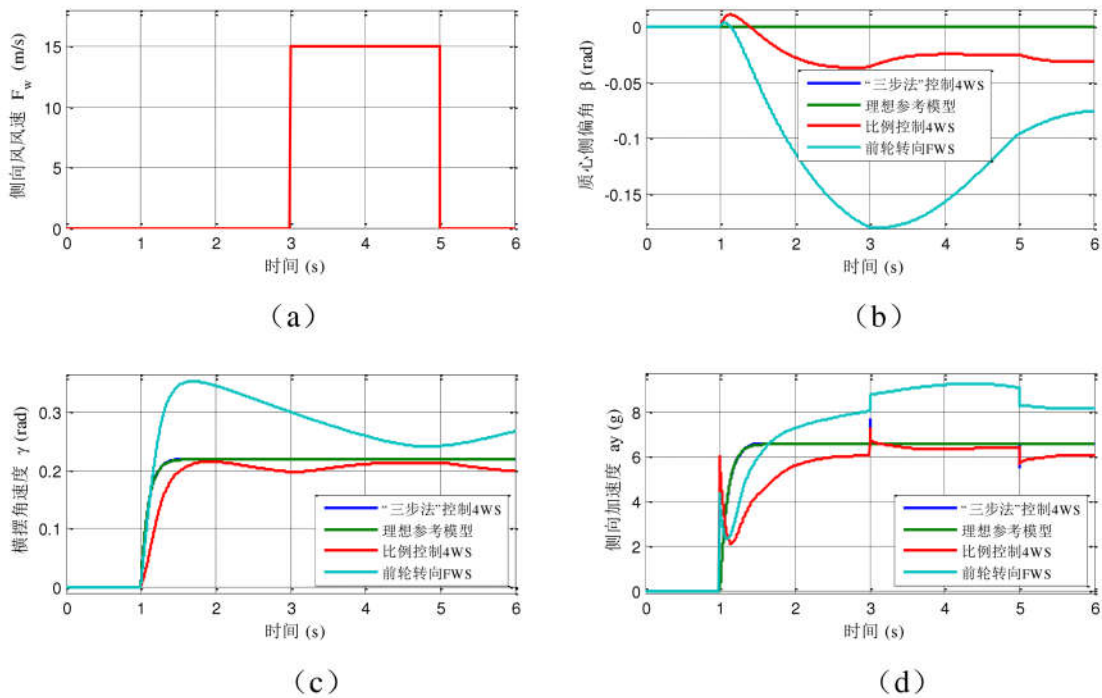 侧向风风速 F_w (m/s)
15
10
5
0
0 1 2 3 4 5 6
时间 (s)
(a)
质心侧偏角 β (rad)
0
-0.05
-0.1
-0.15
0 1 2 3 4 5 6
时间 (s)
“三步法”控制4WS
理想参考模型
比例控制4WS
前轮转向FWS
(b)
横摆角速度 γ (rad)
0.3
0.2
0.1
0
0 1 2 3 4 5 6
时间 (s)
“三步法”控制4WS
理想参考模型
比例控制4WS
前轮转向FWS
(c)
侧向加速度 ay (g)
8
6
4
2
0
0 1 2 3 4 5 6
时间 (s)
“三步法”控制4WS
理想参考模型
比例控制4WS
前轮转向FWS
(d)